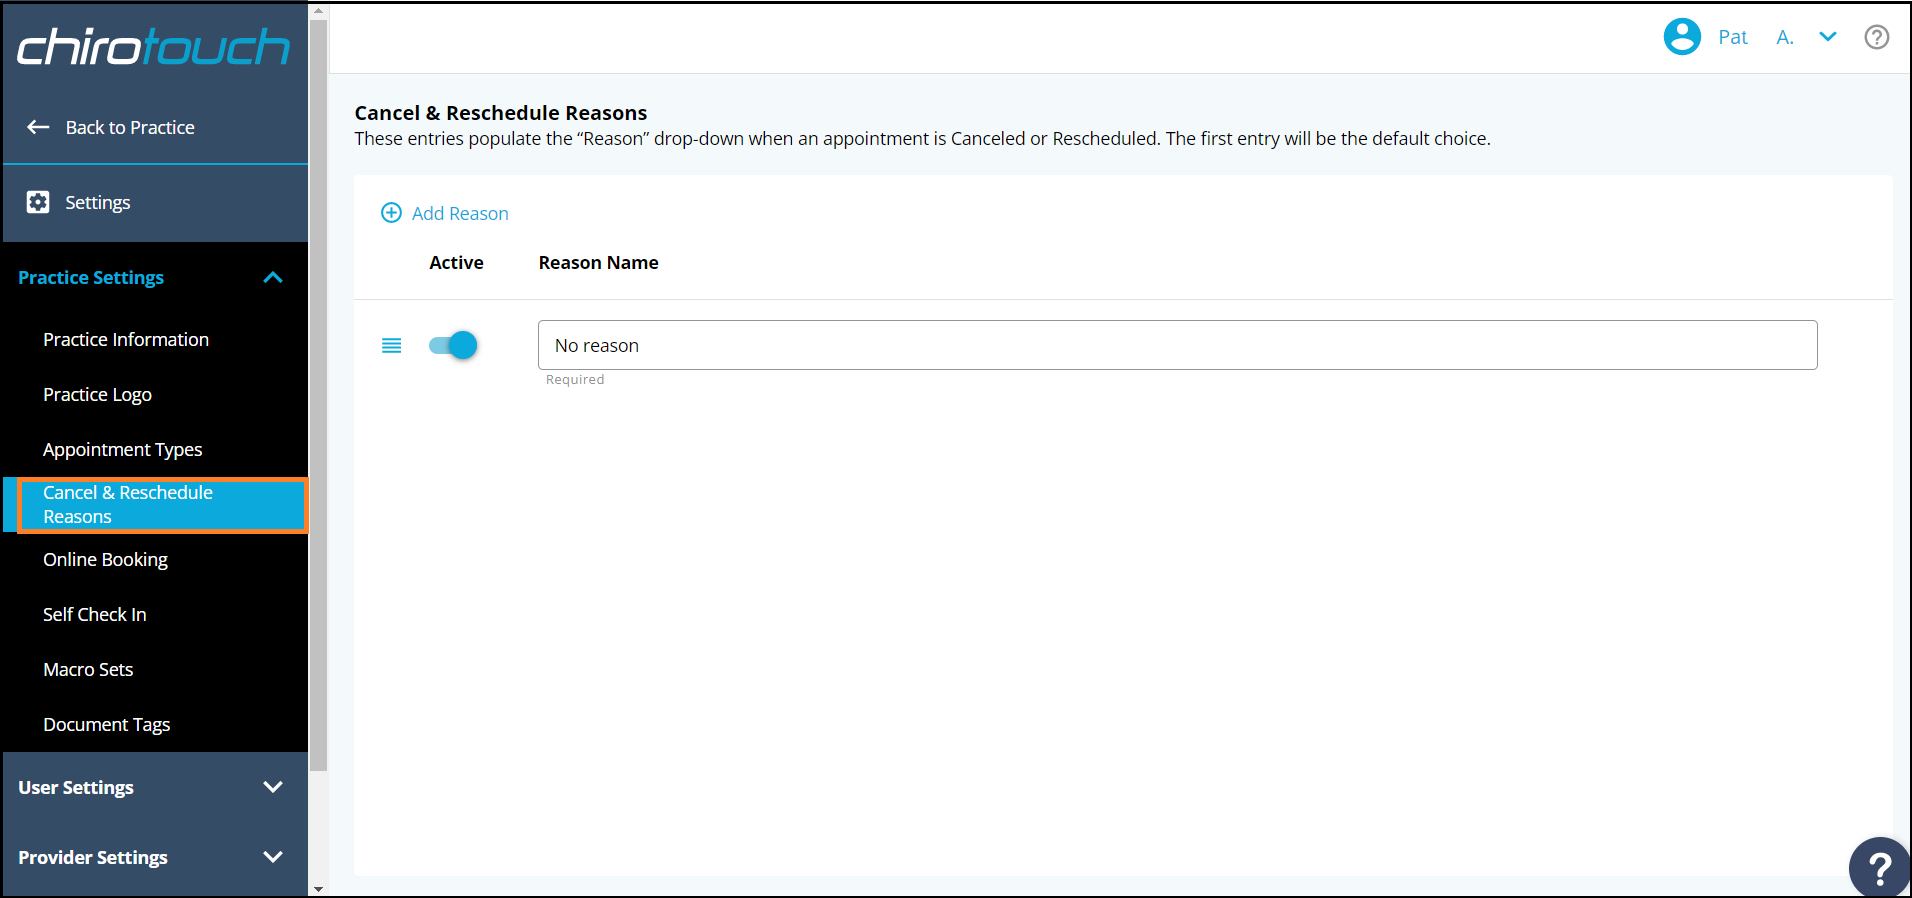 chirotouch
Back to Practice
Settings
Practice Settings
Practice Information
Practice Logo
Appointment Types
Cancel & Reschedule
Reasons
Online Booking
Self Check In
Macro Sets
Document Tags
User Settings
Provider Settings
Pat A. ?
Cancel & Reschedule Reasons
These entries populate the “Reason” drop-down when an appointment is Canceled or Rescheduled. The first entry will be the default choice.
Add Reason
Active Reason Name
No reason
Required
?